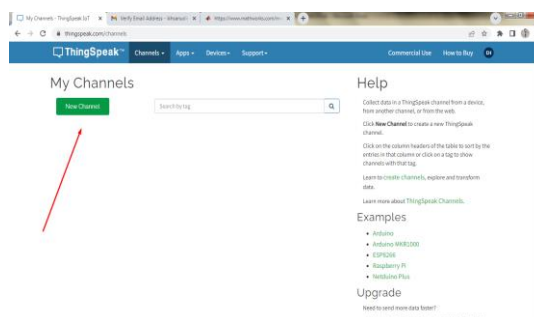 My Channels - ThingSpeak IoT
Verify Email Address -
thingspeak.com/channels
ThingSpeak™ Channels Apps Devices Support Commercial Use How to Buy
My Channels
New Channel
Search by tag
Help
Collect data in a ThingSpeak channel from a device,
from another channel, or from the web.
Click New Channel to create a new ThingSpeak
channel.
Click on the column headers of the table to sort by the
entries in that column or click on a tag to show
channels with that tag.
Learn to create channels, explore and transform
data.
Learn more about ThingSpeak Channels.
Examples
Arduino
Arduino MKR1000
ESP8266
Raspberry Pi
Netduino Plus
Upgrade
Need to send more data faster?